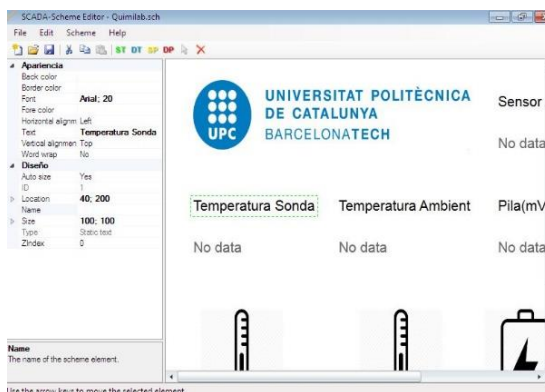 SCADA-Scheme Editor - Quimilab.sch
File Edit Scheme Help
ST DT SP DP
Apariencia
Back color
Border color
Font Arial; 20
Fore color
Horizontal alignm Left
Text Temperatura Sonda
Vertical alignmen Top
Word wrap No
Diseño
Auto size Yes
ID 1
Location 40; 200
Name
Size 100; 100
Type Static text
ZIndex 0
Name
The name of the scheme element.
Use the arrow keys to move the selected element
UPC
UNIVERSITAT POLITÈCNICA
DE CATALUNYA
BARCELONATECH
Sensor
No data
Temperatura Sonda Temperatura Ambient Pila(mV
No data No data No data